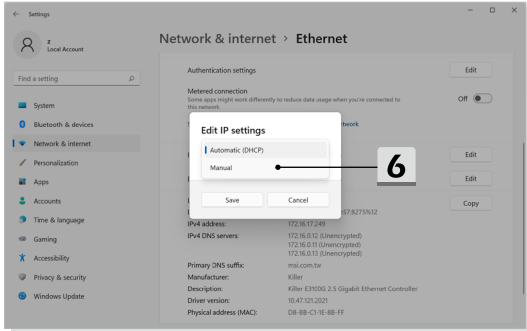 Settings
z
Local Account
Find a setting
System
Bluetooth & devices
Network & internet
Personalization
Apps
Accounts
Time & language
Gaming
Accessibility
Privacy & security
Windows Update
Network & internet > Ethernet
Authentication settings
Edit
Metered connection
Some apps might work differently to reduce data usage when you're connected to
this network
Off
Edit IP settings
Automatic (DHCP)
Manual
6
Save
Cancel
Edit
Edit
Copy
IPv4 address: 172.16.17.249
IPv4 DNS servers: 172.16.0.12 (Unencrypted)
172.16.0.11 (Unencrypted)
172.16.0.13 (Unencrypted)
Primary DNS suffix: msi.com.tw
Manufacturer: Killer
Description: Killer E3100G 2.5 Gigabit Ethernet Controller
Driver version: 10.47.121.2021
Physical address (MAC): D8-BB-C1-1E-8B-FF